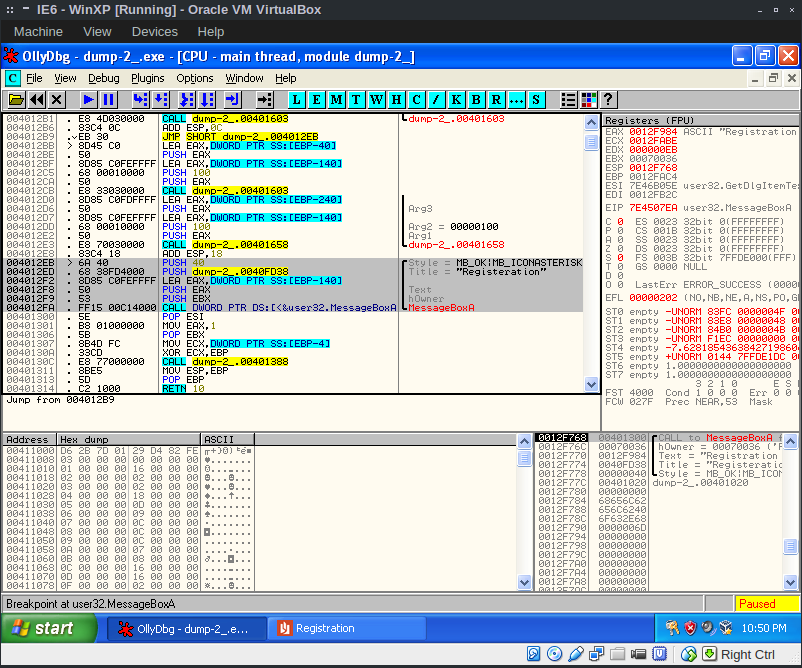 IE6 - WinXP [Running] - Oracle VM VirtualBox
Machine View Devices Help
OllyDbg - dump-2_.exe - [CPU - main thread, module dump-2_]
C File View Debug Plugins Options Window Help
L E M T W H C / K B R ... S ?
004012B1 . E8 4D030000 CALL dump-2_.00401603 dump-2_.00401603
004012B6 . 83C4 0C ADD ESP,0C
004012B9 . EB 30 JMP SHORT dump-2_.004012EB
004012BB > 8D45 C0 LEA EAX,DWORD PTR SS:[EBP-40]
004012BE . 50 PUSH EAX
004012BF . 8D85 C0FEFFFF LEA EAX,DWORD PTR SS:[EBP-140]
004012C5 . 68 00010000 PUSH 100
004012CA . 50 PUSH EAX
004012CB . E8 33030000 CALL dump-2_.00401603
004012D0 . 8D85 C0FDFFFF LEA EAX,DWORD PTR SS:[EBP-240]
004012D6 . 50 PUSH EAX Arg3
004012D7 . 8D85 C0FEFFFF LEA EAX,DWORD PTR SS:[EBP-140]
004012DD . 68 00010000 PUSH 100 Arg2 = 00000100
004012E2 . 50 PUSH EAX Arg1
004012E3 . E8 70030000 CALL dump-2_.00401658 dump-2_.00401658
004012E8 . 83C4 18 ADD ESP,18
004012EB > 6A 40 PUSH 40 Style = MB_OK|MB_ICONASTERISK
004012ED . 68 38FD4000 PUSH dump-2_.0040FD38 Title = "Registeration"
004012F2 . 8D85 C0FEFFFF LEA EAX,DWORD PTR SS:[EBP-140]
004012F8 . 50 PUSH EAX Text
004012F9 . 53 PUSH EBX hOwner
004012FA . FF15 00C14000 CALL DWORD PTR DS:[<&user32.MessageBoxA MessageBoxA
00401300 . 5E POP ESI
00401301 . B8 01000000 MOV EAX,1
00401306 . 5B POP EBX
00401307 . 8B4D FC MOV ECX,DWORD PTR SS:[EBP-4]
0040130A . 33CD XOR ECX,EBP
0040130C . E8 77000000 CALL dump-2_.00401388
00401311 . 8BE5 MOV ESP,EBP
00401313 . 5D POP EBP
00401314 . C2 1000 RETN 10
Jump from 004012B9
Registers (FPU)
EAX 0012F984 ASCII "Registration
ECX 0012FABE
EDX 000000EB
EBX 00070036
ESP 0012F768
EBP 0012FAC4
ESI 7E46B05E user32.GetDlgItemTe
EDI 0012FB2C
EIP 7E4507EA user32.MessageBoxA
C 0 ES 0023 32bit 0(FFFFFFFF)
P 0 CS 001B 32bit 0(FFFFFFFF)
A 0 SS 0023 32bit 0(FFFFFFFF)
Z 0 DS 0023 32bit 0(FFFFFFFF)
S 0 FS 003B 32bit 7FFDE000(FFF)
T 0 GS 0000 NULL
D 0
O 0 LastErr ERROR_SUCCESS (00000
EFL 00000202 (NO,NB,NE,A,NS,PO,G
ST0 empty -UNORM 83FC 0000004F 0
ST1 empty -UNORM 83E8 00000048 0
ST2 empty -UNORM 84B0 0000004B 0
ST3 empty -UNORM F1EC 00000000 0
ST4 empty -7.6281854363842719860
ST5 empty +UNORM 0144 7FFDE1DC 0
ST6 empty 1.0000000000000000000
ST7 empty 1.0000000000000000000
3 2 1 0 E S
FST 4000 Cond 1 0 0 0 Err 0 0
FCW 027F Prec NEAR,53 Mask
Address Hex dump ASCII
00411000 D6 2B 7D 01 29 D4 82 FE
00411008 03 00 00 00 00 00 00 00
00411010 01 00 00 00 16 00 00 00
00411018 02 00 00 00 02 00 00 00
00411020 03 00 00 00 02 00 00 00
00411028 04 00 00 00 18 00 00 00
00411030 05 00 00 00 0D 00 00 00
00411038 06 00 00 00 09 00 00 00
00411040 07 00 00 00 0C 00 00 00
00411048 08 00 00 00 0C 00 00 00
00411050 09 00 00 00 0C 00 00 00
00411058 0A 00 00 00 07 00 00 00
00411060 0B 00 00 00 08 00 00 00
00411068 0C 00 00 00 16 00 00 00
00411070 0D 00 00 00 16 00 00 00
00411078 0F 00 00 00 02 00 00 00
0012F768 00401300 CALL to MessageBoxA f
0012F76C 00070036 hOwner = 00070036 ("
0012F770 0012F984 Text = "Registration
0012F774 0040FD38 Title = "Registeratio
0012F778 00000040 Style = MB_OK|MB_ICON
0012F77C 00401020 dump-2_.00401020
0012F780 00000000
0012F784 68656C62
0012F788 656C6240
0012F78C 6F632E68
0012F790 0000006D
0012F794 00000000
0012F798 00000000
0012F79C 00000000
0012F7A0 00000000
0012F7A4 00000000
0012F7A8 00000000
0012F7AC 00000000
Breakpoint at user32.MessageBoxA Paused
start OllyDbg - dump-2_.e... Registration 10:50 PM
Right Ctrl